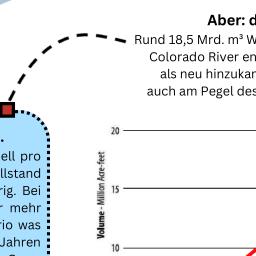 Aber: d
Rund 18,5 Mrd. m³ W
Colorado River en
als neu hinzukan
auch am Pegel des
.
ell pro
llstand
rig. Bei
r mehr
rio was
Jahren
Volume - Million Acre-feet
20
15
10